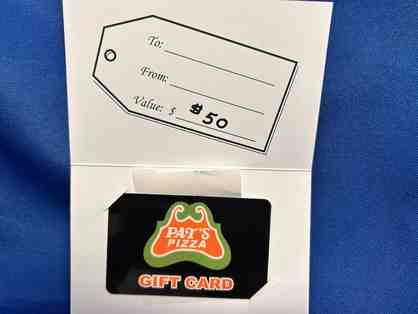 To:
From:
Value: $ $50
PAT'S
PIZZA
GIFT CARD